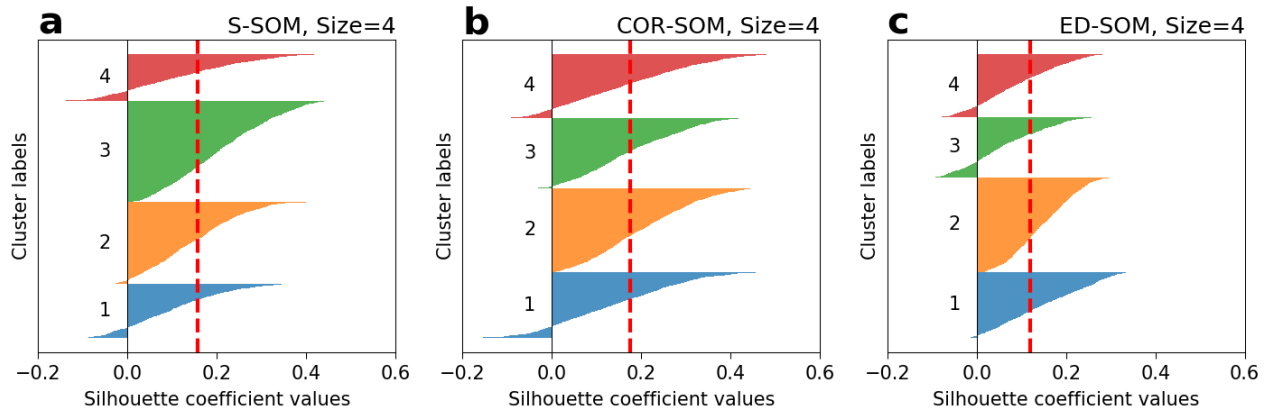 a
S-SOM, Size=4
Cluster labels
4
3
2
1
−0.2
0.0
0.2
0.4
0.6
Silhouette coefficient values
b
COR-SOM, Size=4
Cluster labels
4
3
2
1
−0.2
0.0
0.2
0.4
0.6
Silhouette coefficient values
c
ED-SOM, Size=4
Cluster labels
4
3
2
1
−0.2
0.0
0.2
0.4
0.6
Silhouette coefficient values